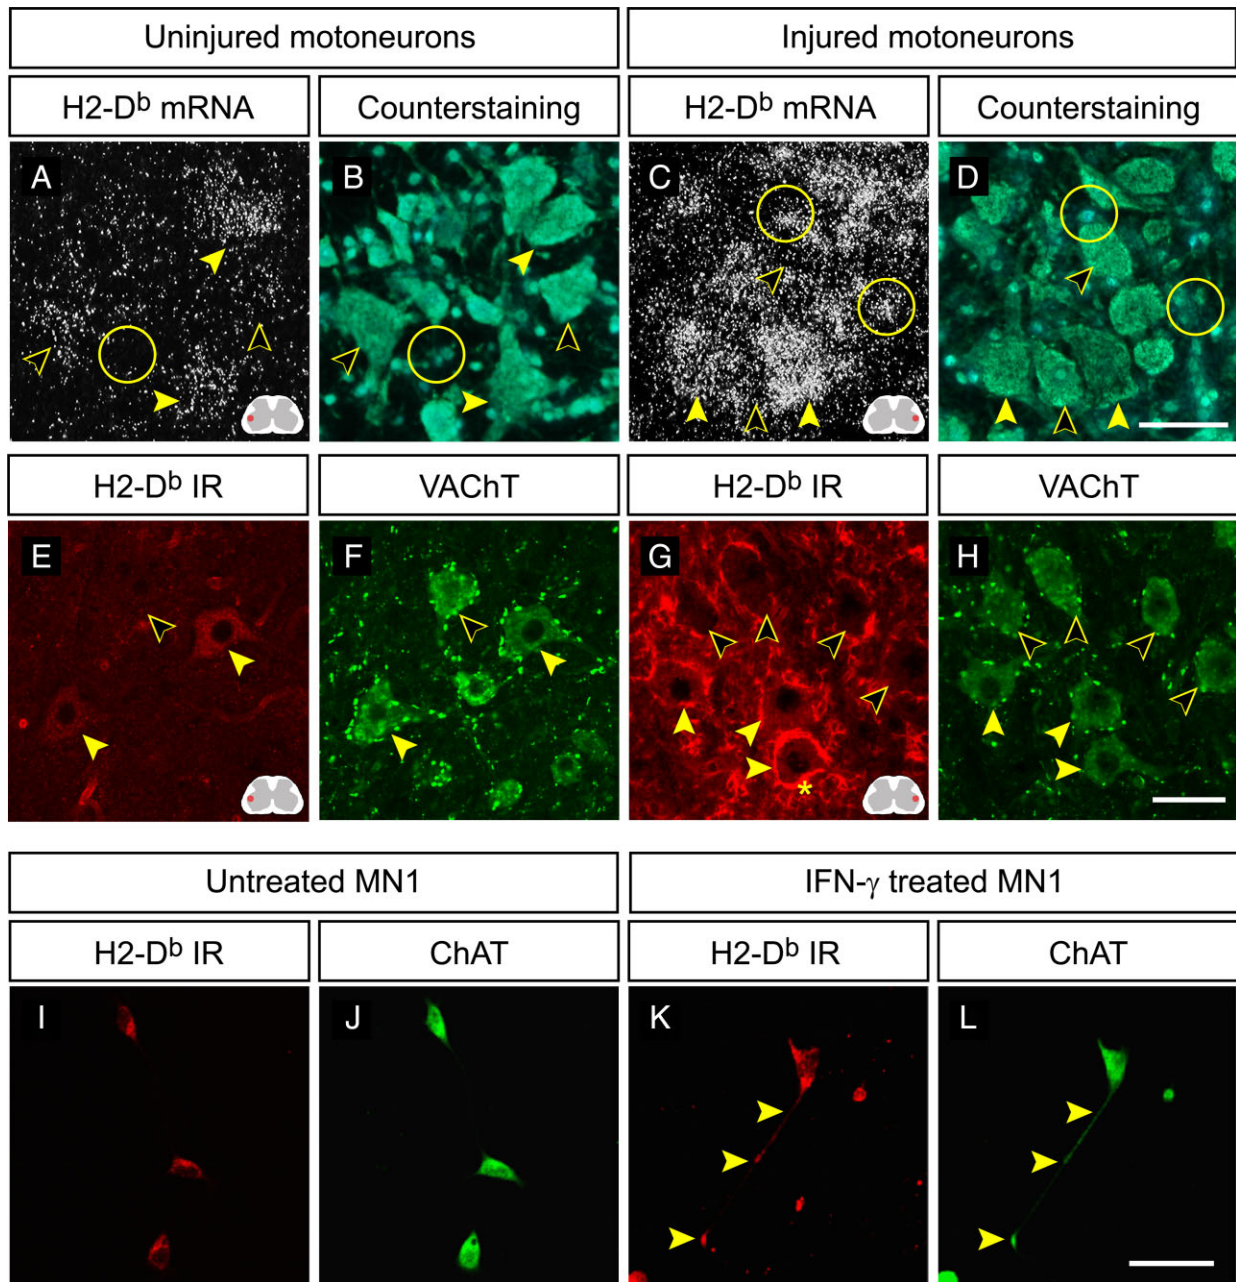 Uninjured motoneurons
Injured motoneurons
H2-Dᵇ mRNA
Counterstaining
H2-Dᵇ mRNA
Counterstaining
A
B
C
D
H2-Dᵇ IR
VAChT
H2-Dᵇ IR
VAChT
E
F
G
*
H
Untreated MN1
IFN-γ treated MN1
H2-Dᵇ IR
ChAT
H2-Dᵇ IR
ChAT
I
J
K
L